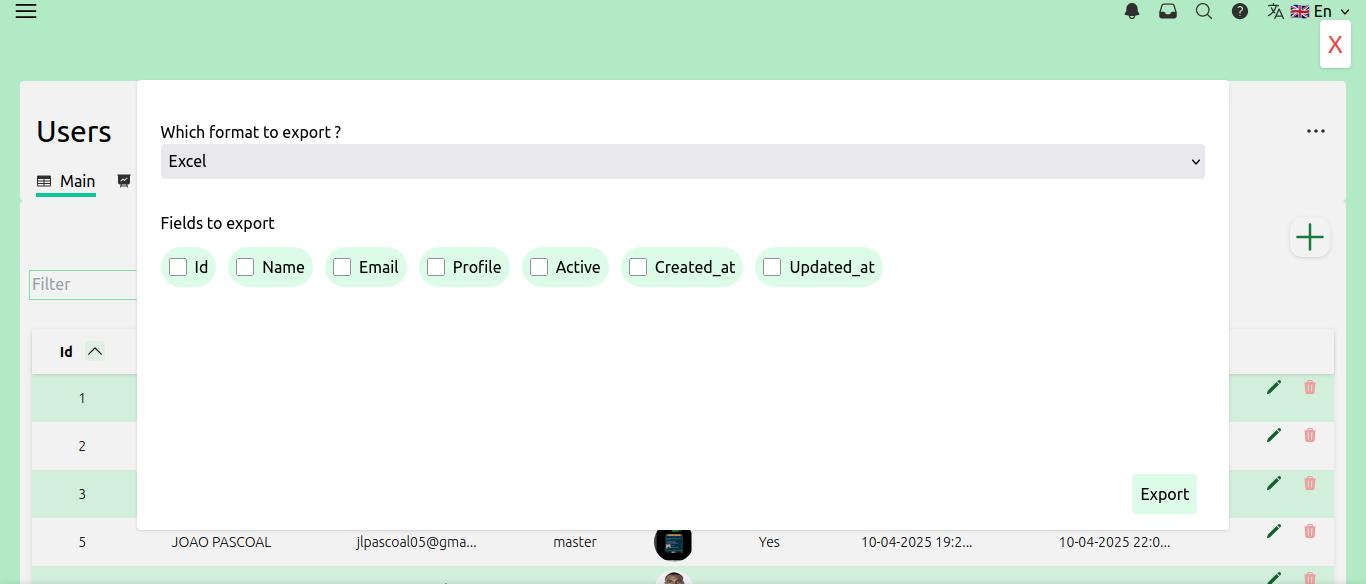 En
X
Users
Main
Which format to export ?
Excel
Fields to export
Id Name Email Profile Active Created_at Updated_at
Filter
Id
1
2
3
Export
5 JOAO PASCOAL jlpascoal05@gma... master Yes 10-04-2025 19:2... 10-04-2025 22:0...